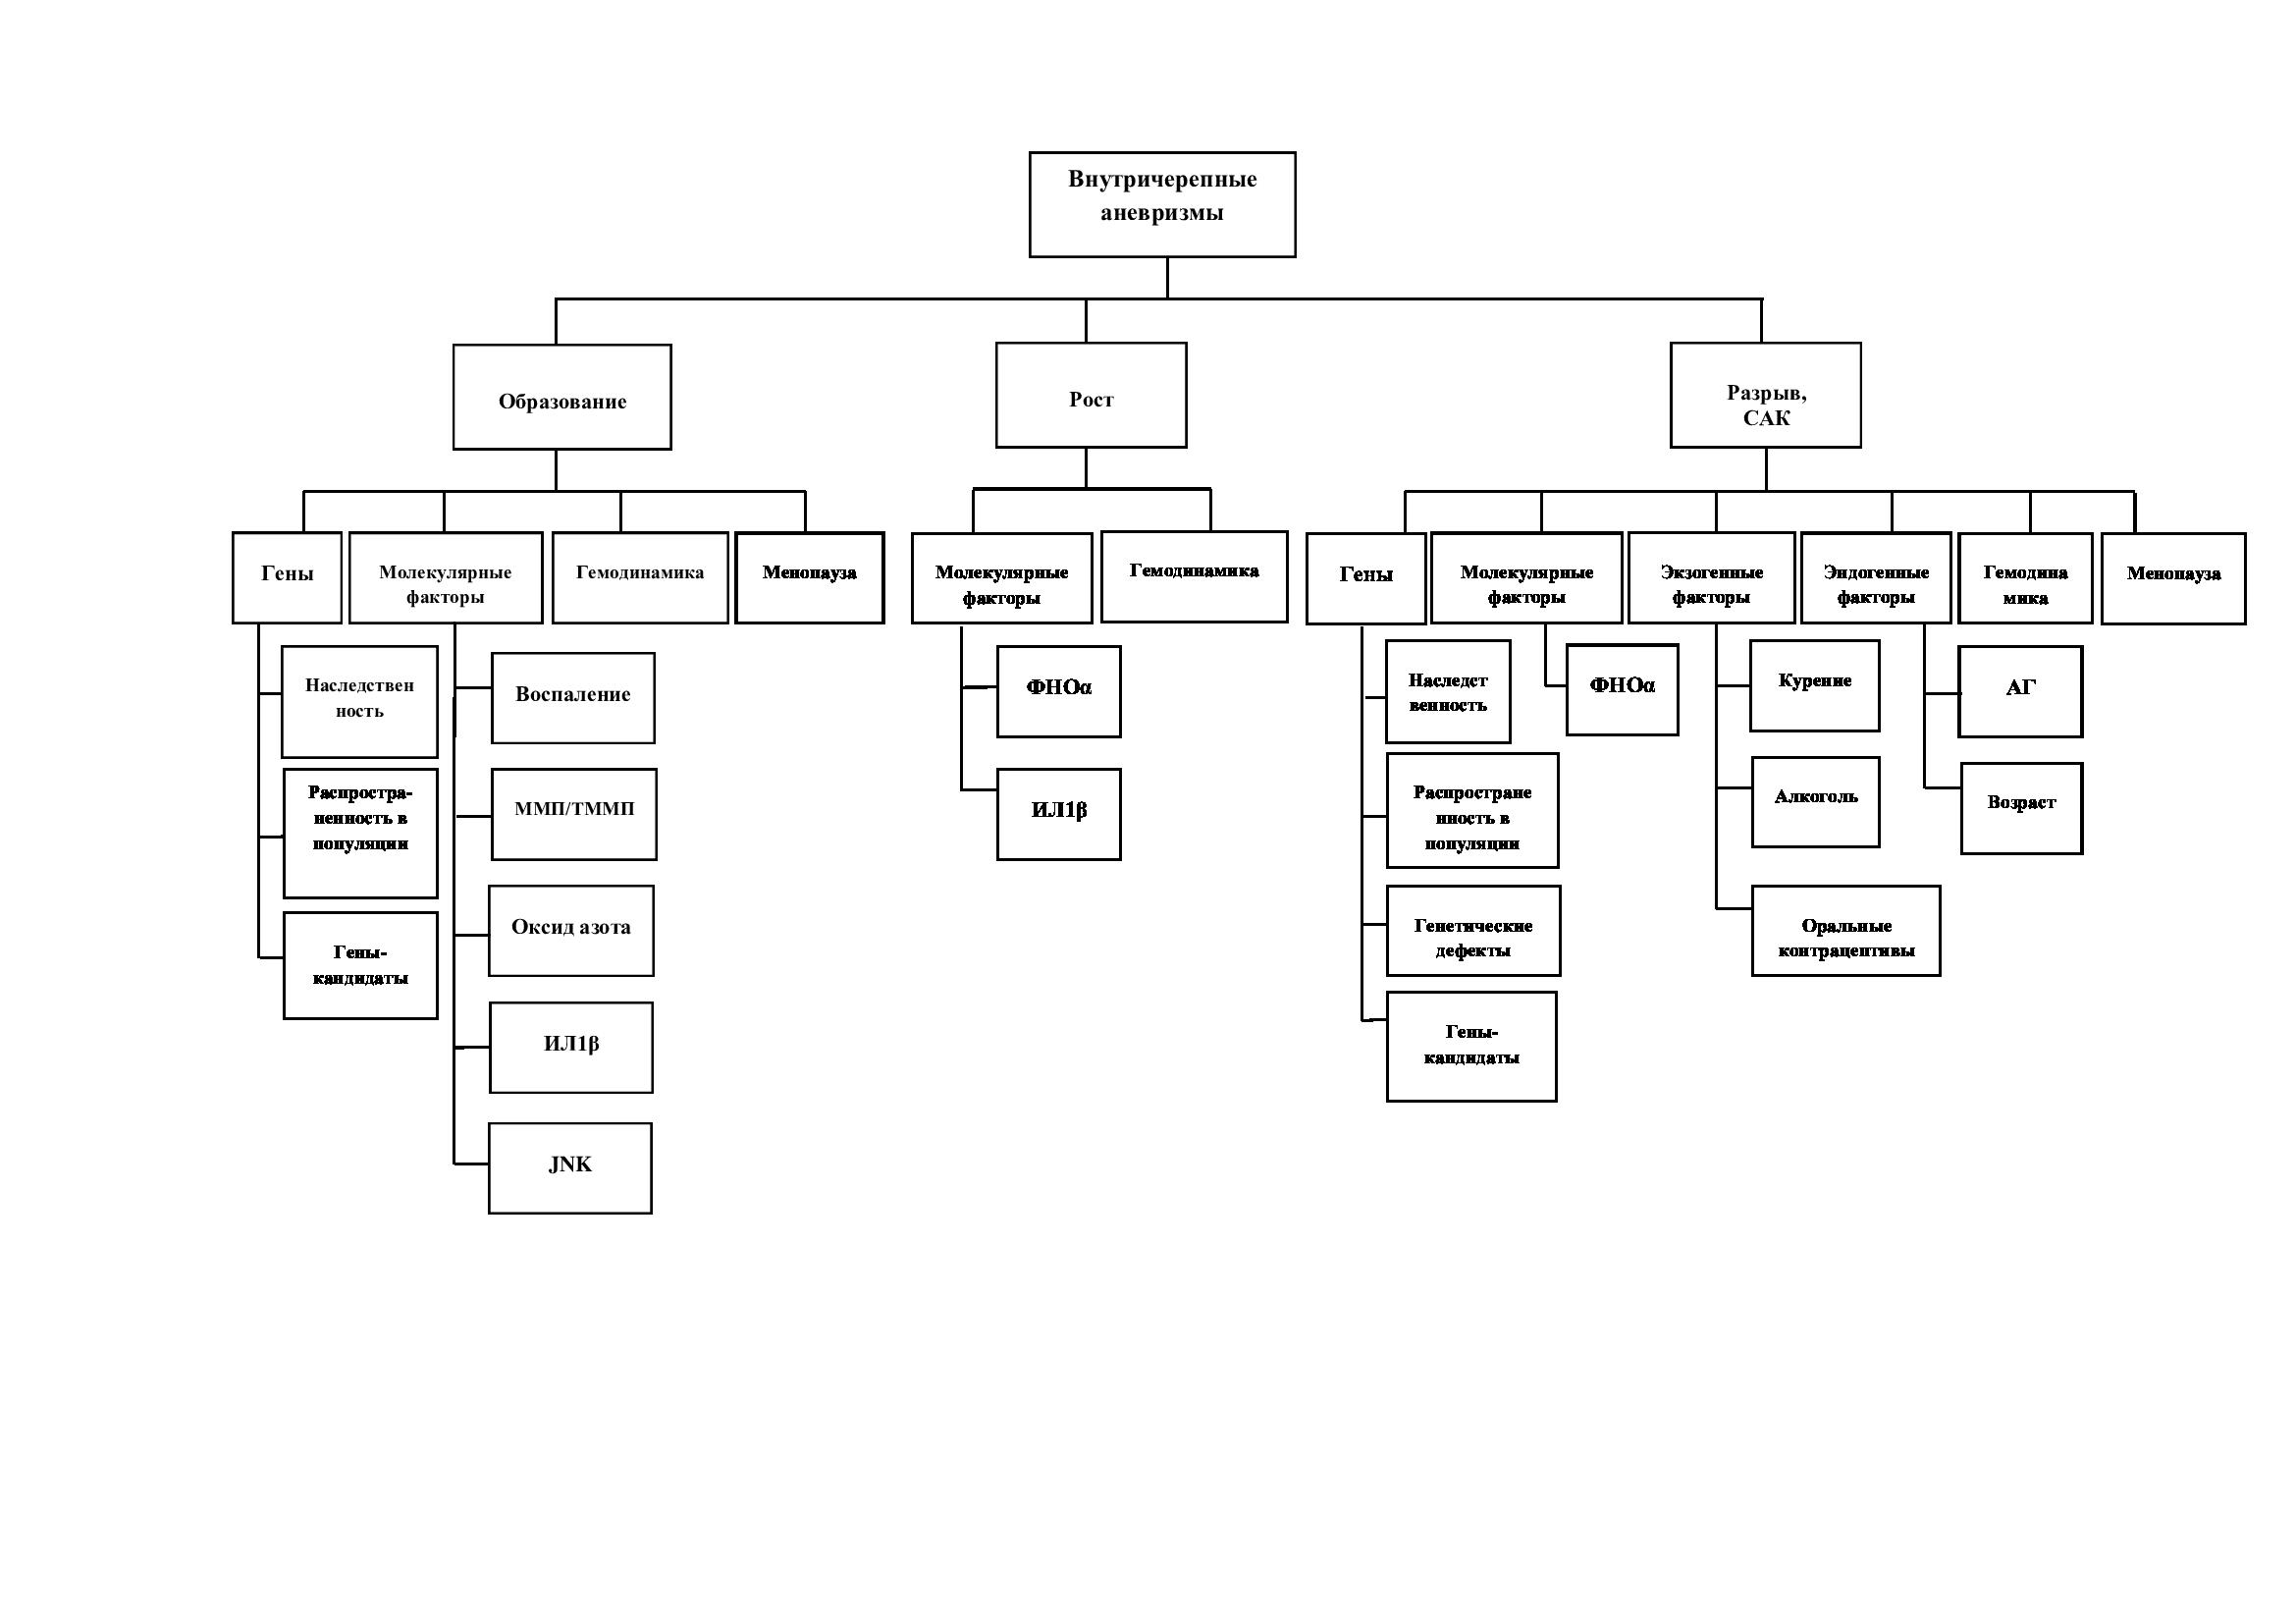 Внутричерепные
аневризмы
Образование
Рост
Разрыв,
САК
Гены
Молекулярные
факторы
Гемодинамика
Менопауза
Молекулярные
факторы
Гемодинамика
Гены
Молекулярные
факторы
Экзогенные
факторы
Эндогенные
факторы
Гемодина
мика
Менопауза
Наследствен
ность
Распростра-
ненность в
популяции
Гены-
кандидаты
Воспаление
ММП/ТММП
Оксид азота
ИЛ1β
JNK
ФНОα
ИЛ1β
Наследст
венность
Распростране
нность в
популяции
Генетические
дефекты
Гены-
кандидаты
ФНОα
Курение
Алкоголь
Оральные
контрацептивы
АГ
Возраст